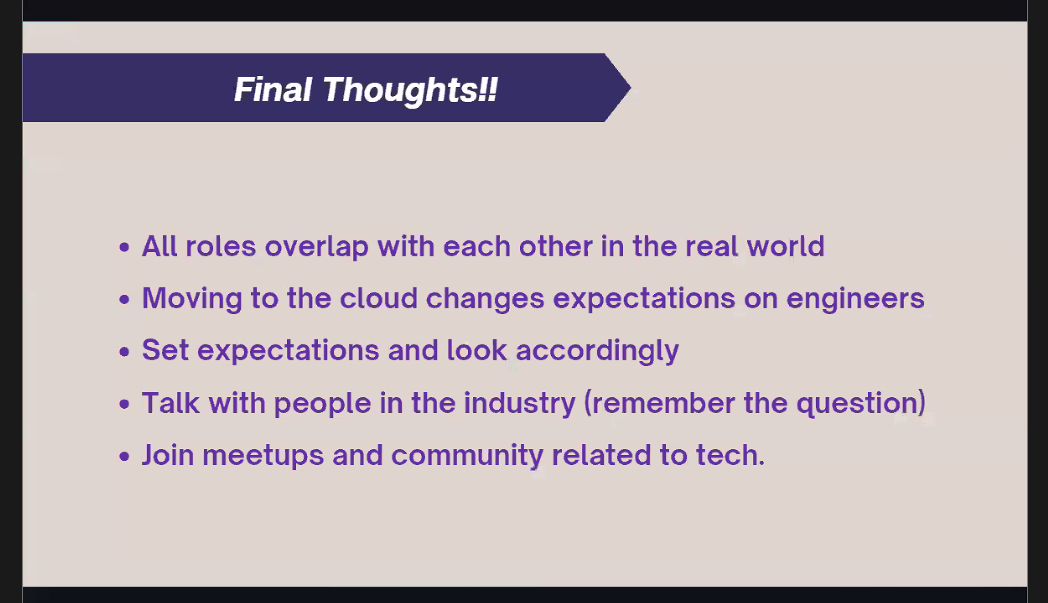 Final Thoughts!!
• All roles overlap with each other in the real world
• Moving to the cloud changes expectations on engineers
• Set expectations and look accordingly
• Talk with people in the industry (remember the question)
• Join meetups and community related to tech.